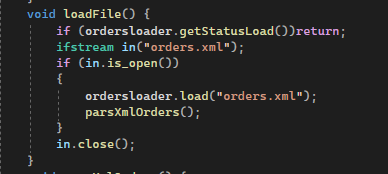 void loadFile() {
if (ordersloader.getStatusLoad())return;
ifstream in("orders.xml");
if (in.is_open())
{
ordersloader.load("orders.xml");
parsXmlOrders();
}
in.close();
}